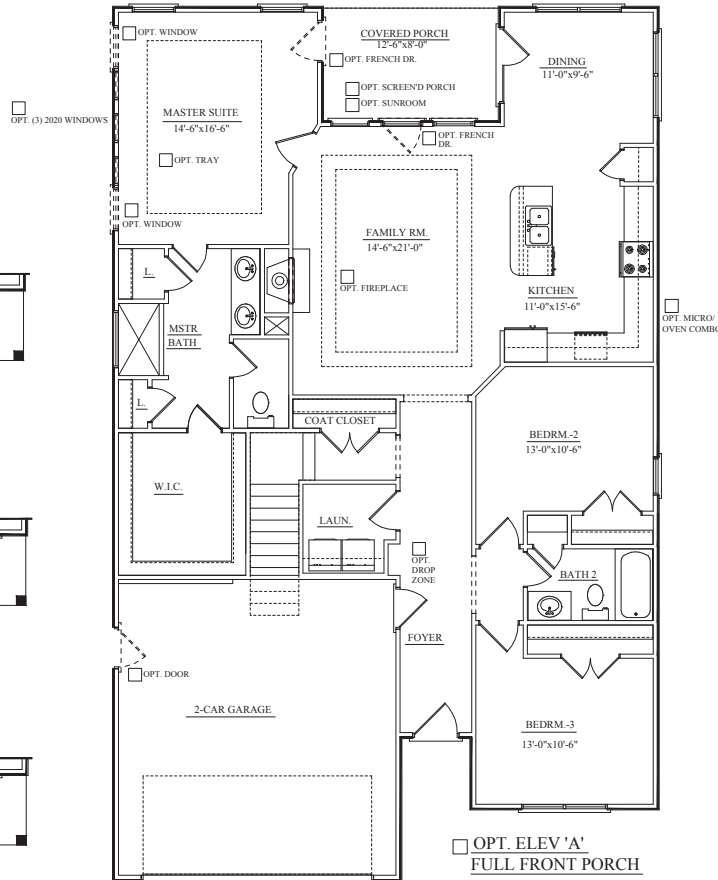 OPT. WINDOW
COVERED PORCH
12'-6"x8'-0"
OPT. FRENCH DR.
DINING
11'-0"x9'-6"
OPT. SCREEN'D PORCH
OPT. SUNROOM
OPT. (3) 2020 WINDOWS
MASTER SUITE
14'-6"x16'-6"
OPT. FRENCH
DR.
OPT. TRAY
OPT. WINDOW
FAMILY RM.
14'-6"x21'-0"
OPT. FIREPLACE
L.
KITCHEN
11'-0"x15'-6"
OPT. MICRO/
OVEN COMBO
MSTR
BATH
L.
COAT CLOSET
BEDRM.-2
13'-0"x10'-6"
W.I.C.
LAUN.
OPT.
DROP
ZONE
BATH 2
FOYER
OPT. DOOR
2-CAR GARAGE
BEDRM.-3
13'-0"x10'-6"
OPT. ELEV 'A'
FULL FRONT PORCH